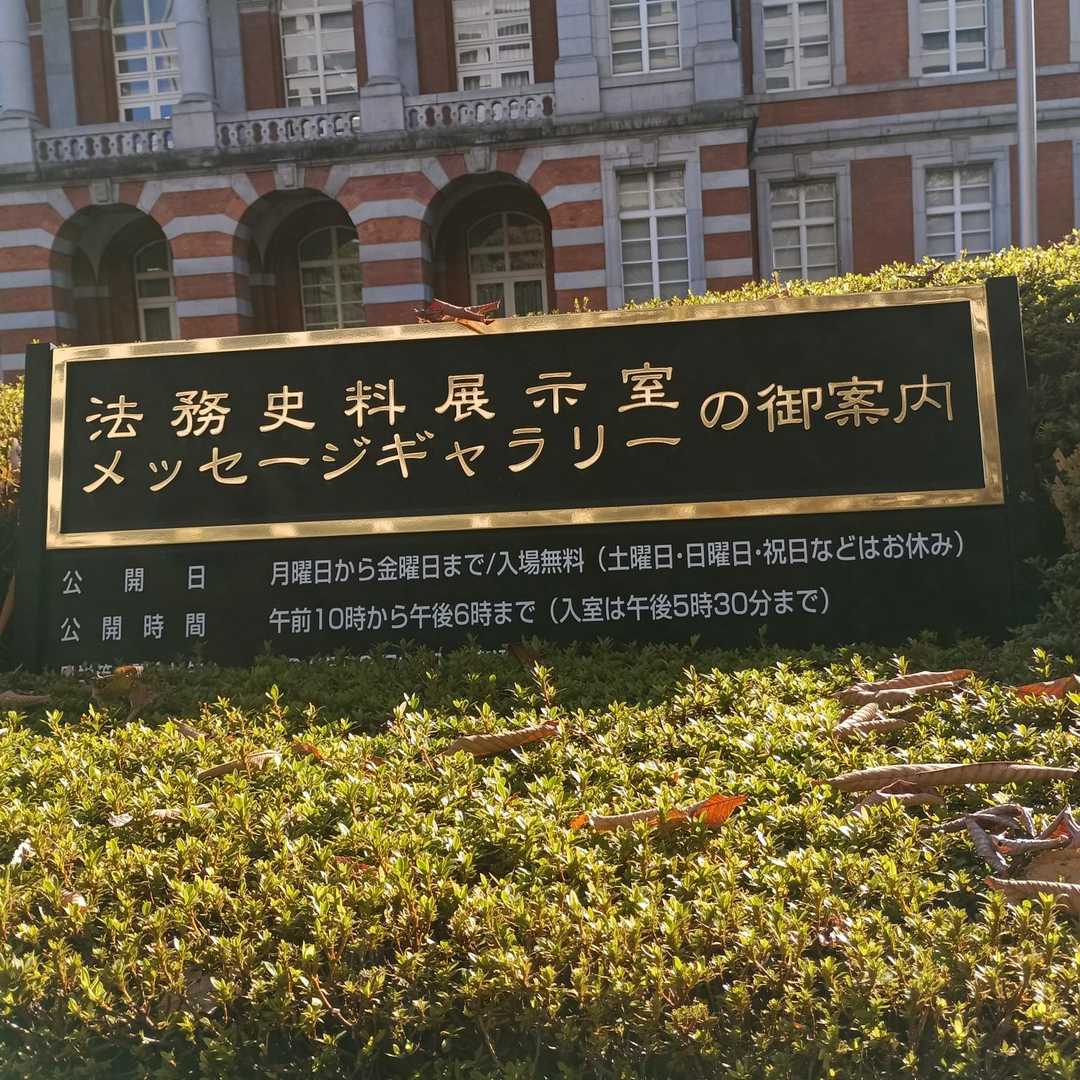 法務史料展示室
メッセージギャラリー
の御案内
公開日 月曜日から金曜日まで/入場無料（土曜日・日曜日・祝日などはお休み）
公開時間 午前10時から午後6時まで（入室は午後5時30分まで）